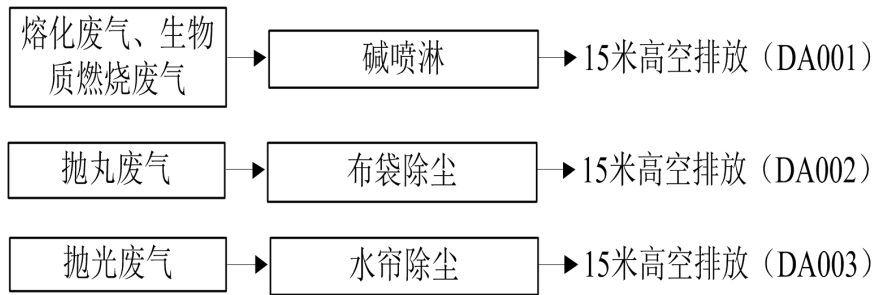 熔化废气、生物
质燃烧废气
碱喷淋
15米高空排放（DA001）
抛丸废气
布袋除尘
15米高空排放（DA002）
抛光废气
水帘除尘
15米高空排放（DA003）